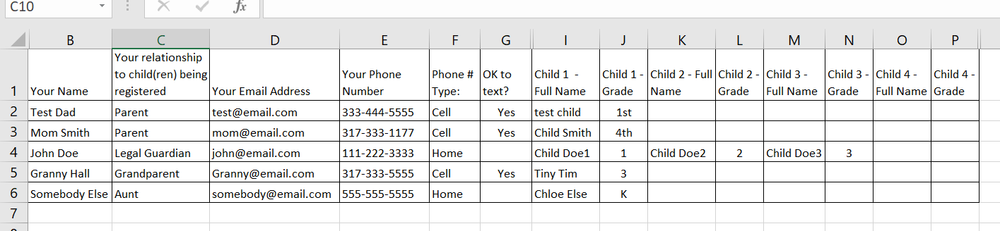 C10 fx
B C D E F G I J K L M N O P
1 Your Name Your relationship to child(ren) being registered Your Email Address Your Phone Number Phone # Type: OK to text? Child 1 - Full Name Child 1 - Grade Child 2 - Full Name Child 2 - Grade Child 3 - Full Name Child 3 - Grade Child 4 - Full Name Child 4 - Grade
2 Test Dad Parent test@email.com 333-444-5555 Cell Yes test child 1st
3 Mom Smith Parent mom@email.com 317-333-1177 Cell Yes Child Smith 4th
4 John Doe Legal Guardian john@email.com 111-222-3333 Home Child Doe1 1 Child Doe2 2 Child Doe3 3
5 Granny Hall Grandparent Granny@email.com 317-333-5555 Cell Yes Tiny Tim 3
6 Somebody Else Aunt somebody@email.com 555-555-5555 Home Chloe Else K
7